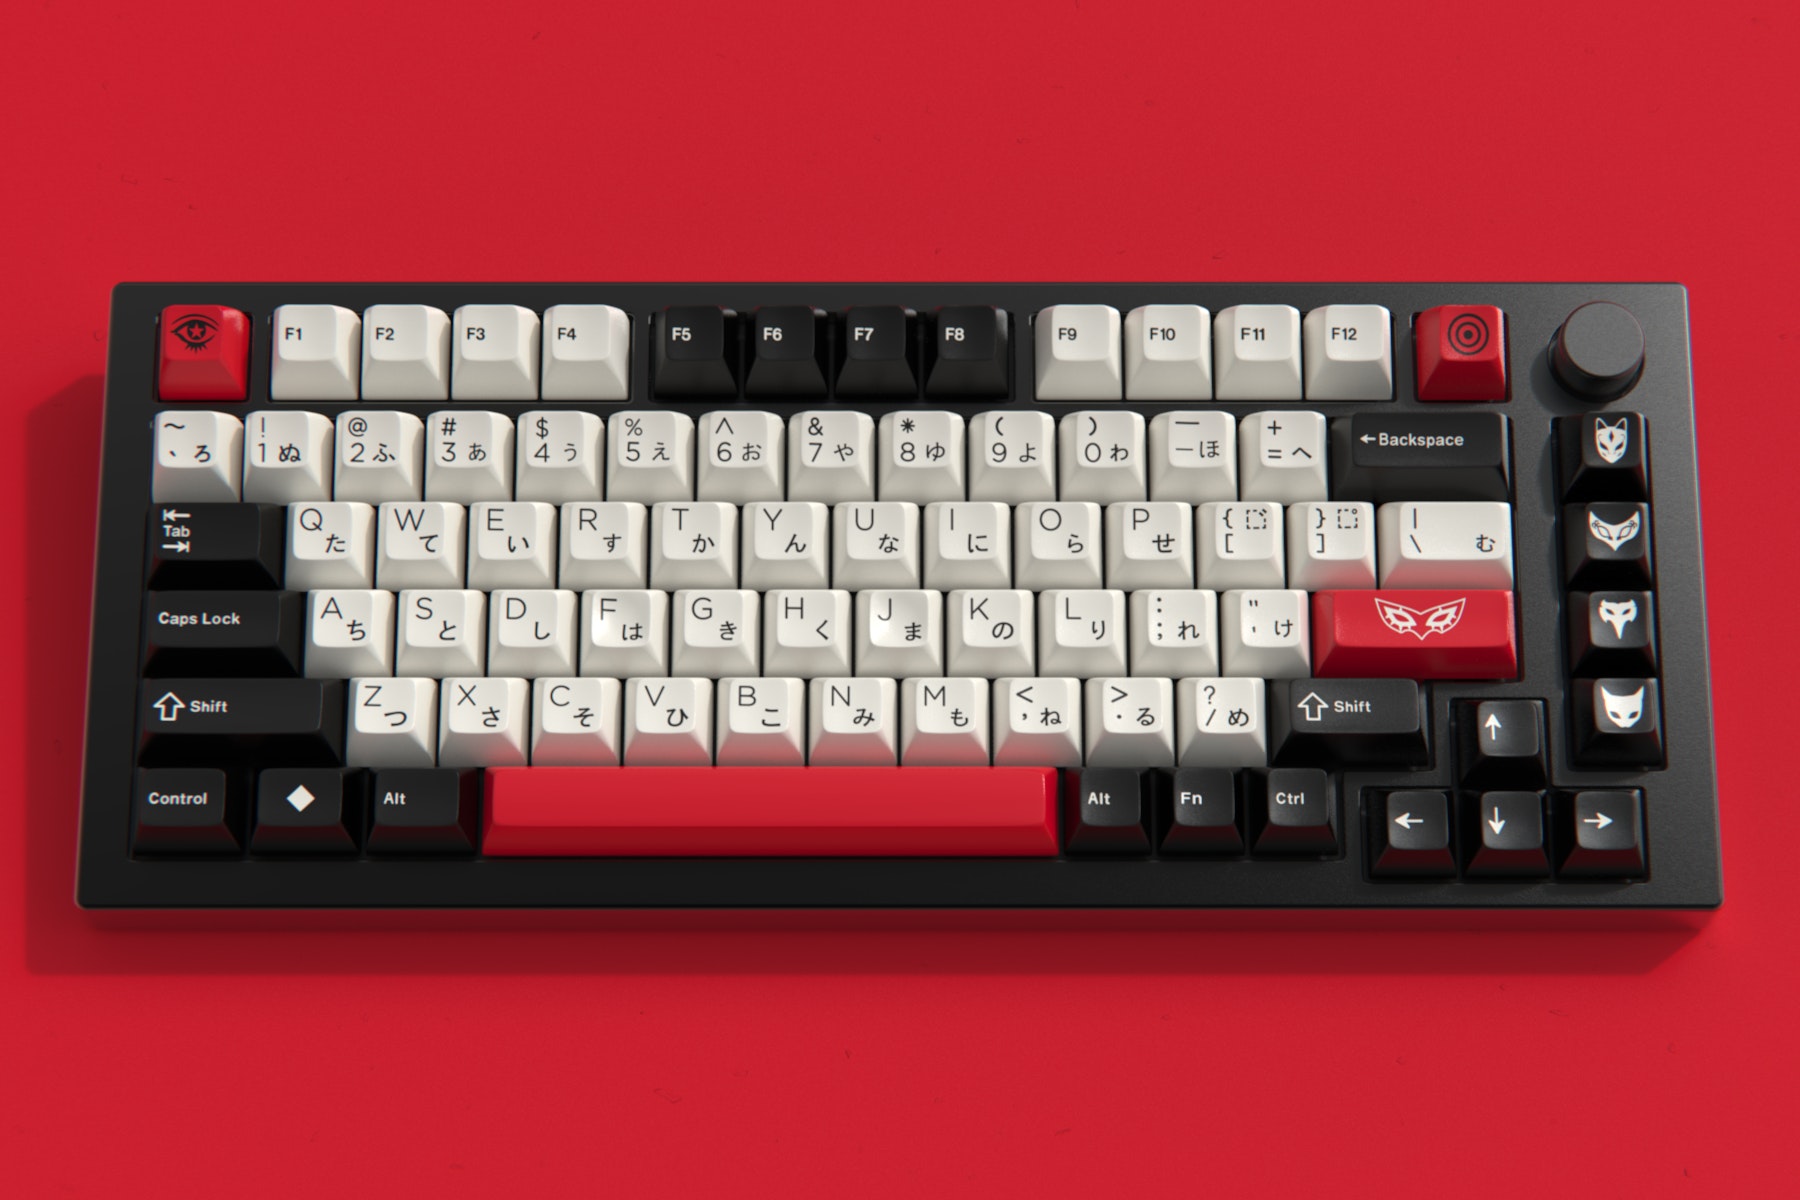 F1 F2 F3 F4 F5 F6 F7 F8 F9 F10 F11 F12
~ ! @ # $ % ^ & * ( ) — +
` ろ 1 ぬ 2 ふ 3 あ 4 う 5 え 6 お 7 や 8 ゆ 9 よ 0 わ - ほ = へ ←Backspace
⇤ Tab ⇥
Q た W て E い R す T か Y ん U な I に O ら P せ { ゛ [ } ゜ ] | \ む
Caps Lock A ち S と D し F は G き H く J ま K の L り : ; れ " ' け
⇧ Shift Z つ X さ C そ V ひ B こ N み M も < , ね > . る ? / め ⇧ Shift ↑
Control ◆ Alt Alt Fn Ctrl ← ↓ →